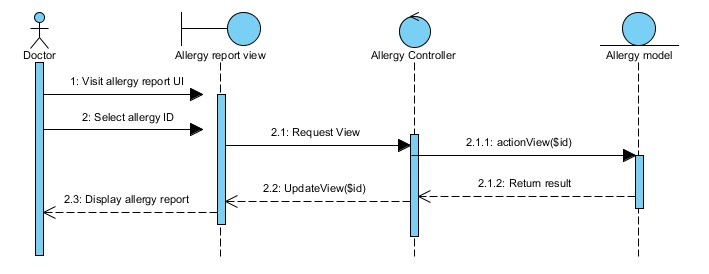 Doctor
Allergy report view
Allergy Controller
Allergy model
1: Visit allergy report UI
2: Select allergy ID
2.1: Request View
2.1.1: actionView($id)
2.1.2: Return result
2.2: UpdateView($id)
2.3: Display allergy report